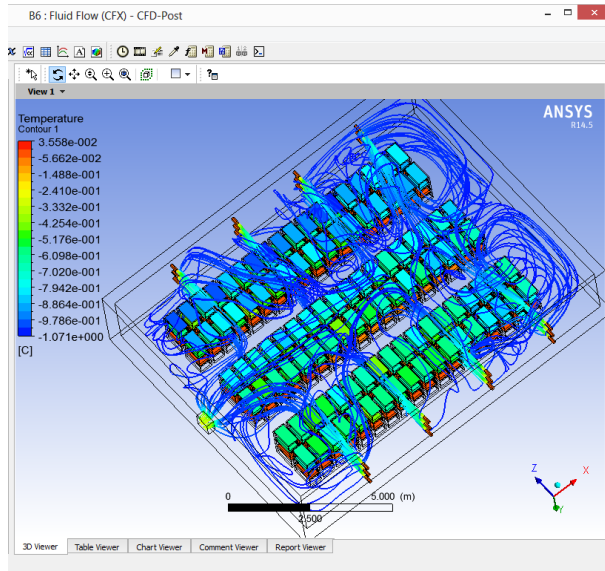 B6 : Fluid Flow (CFX) - CFD-Post
View 1
ANSYS
R14.5
Temperature
Contour 1
3.558e-002
-5.662e-002
-1.488e-001
-2.410e-001
-3.332e-001
-4.254e-001
-5.176e-001
-6.098e-001
-7.020e-001
-7.942e-001
-8.864e-001
-9.786e-001
-1.071e+000
[C]
0 5.000 (m)
2.500
Z X
Y
3D Viewer Table Viewer Chart Viewer Comment Viewer Report Viewer